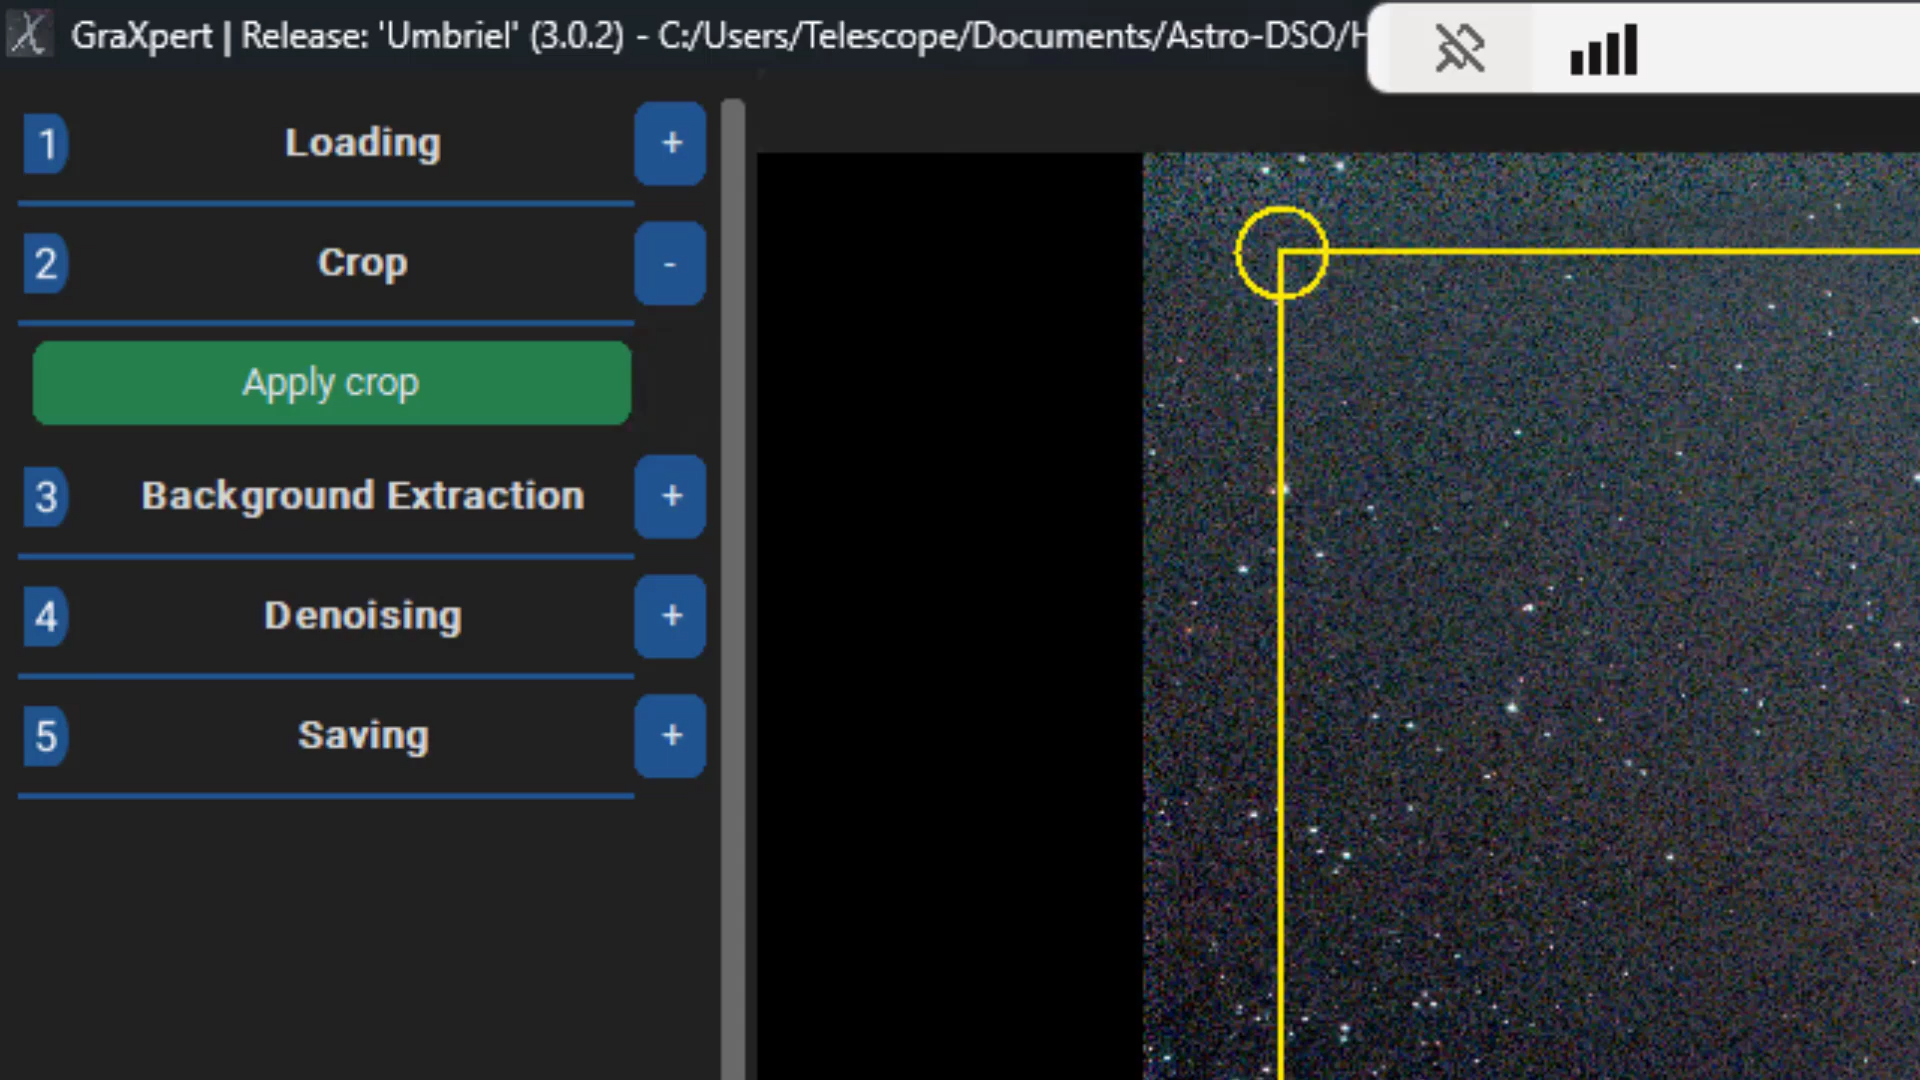 GraXpert | Release: 'Umbriel' (3.0.2) - C:/Users/Telescope/Documents/Astro-DSO/H
1 Loading +
2 Crop -
Apply crop
3 Background Extraction +
4 Denoising +
5 Saving +